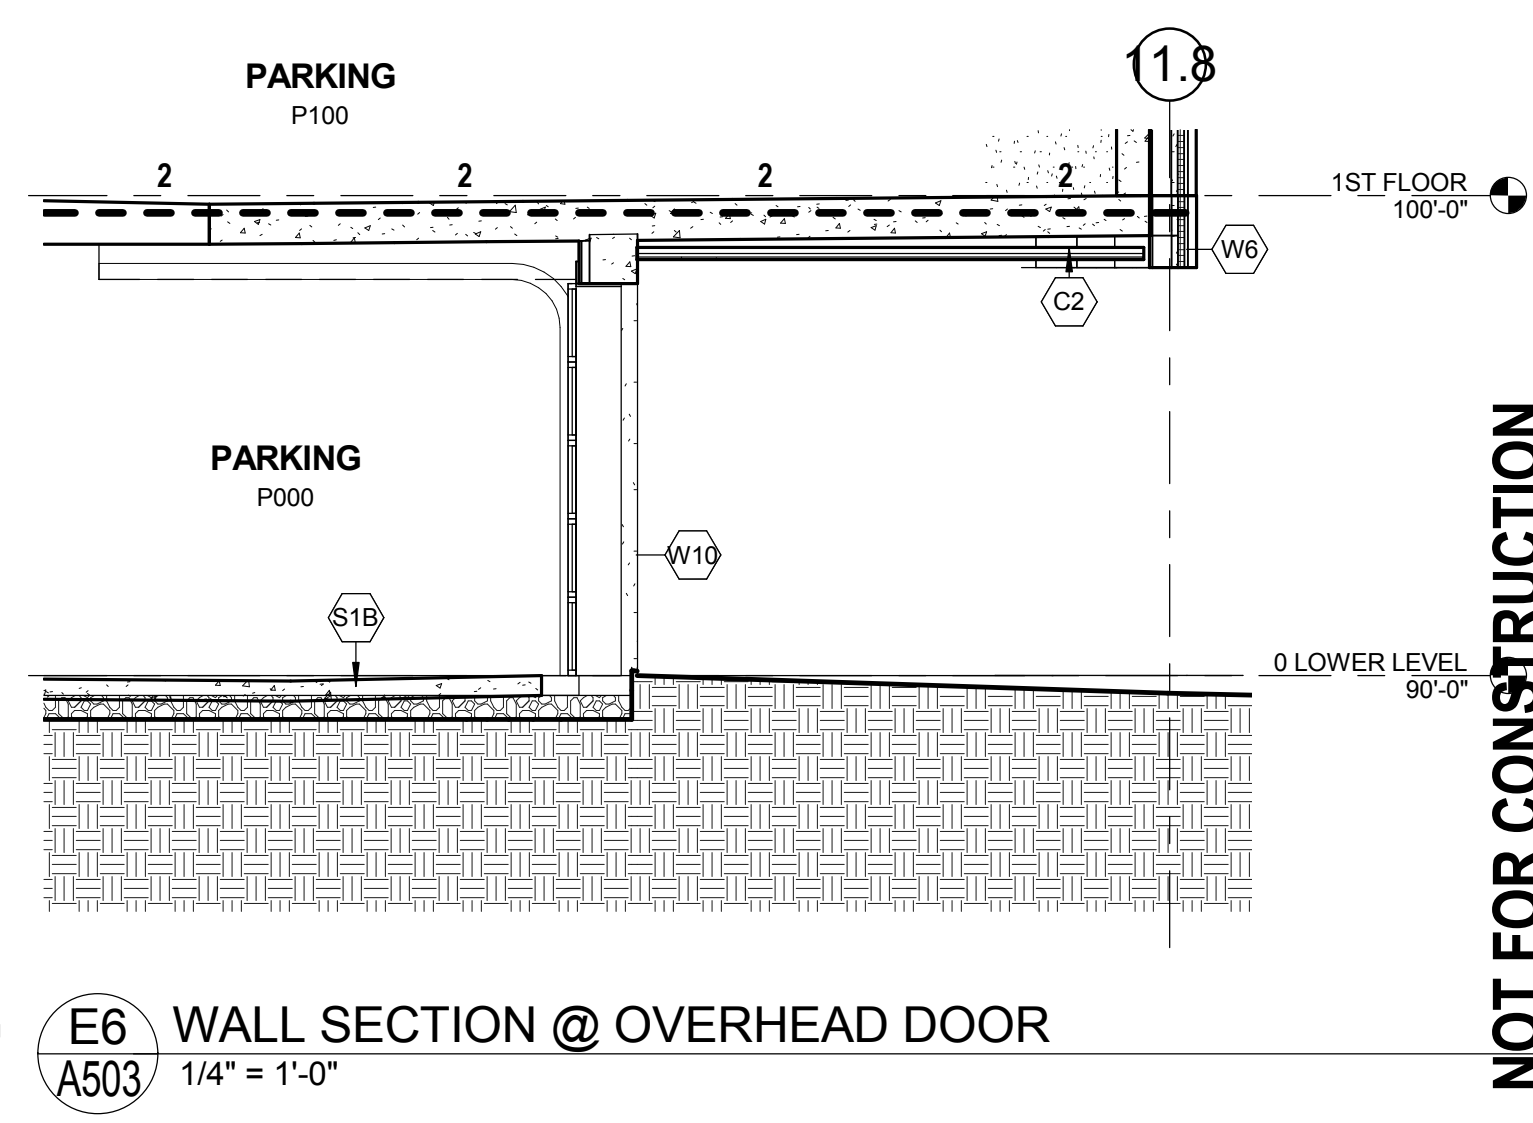 11.8
PARKING
P100
2 2 2 2
1ST FLOOR
100'-0"
W6
C2
PARKING
P000
W10
S1B
0 LOWER LEVEL
90'-0"
NOT FOR CONSTRUCTION
E6
WALL SECTION @ OVERHEAD DOOR
A503
1/4" = 1'-0"